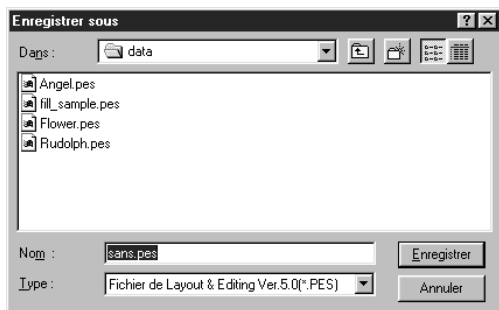 Enregistrer sous
Dans : data
Angel.pes
fill_sample.pes
Flower.pes
Rudolph.pes
Nom : sans.pes Enregistrer
Type : Fichier de Layout & Editing Ver.5.0(*.PES) Annuler